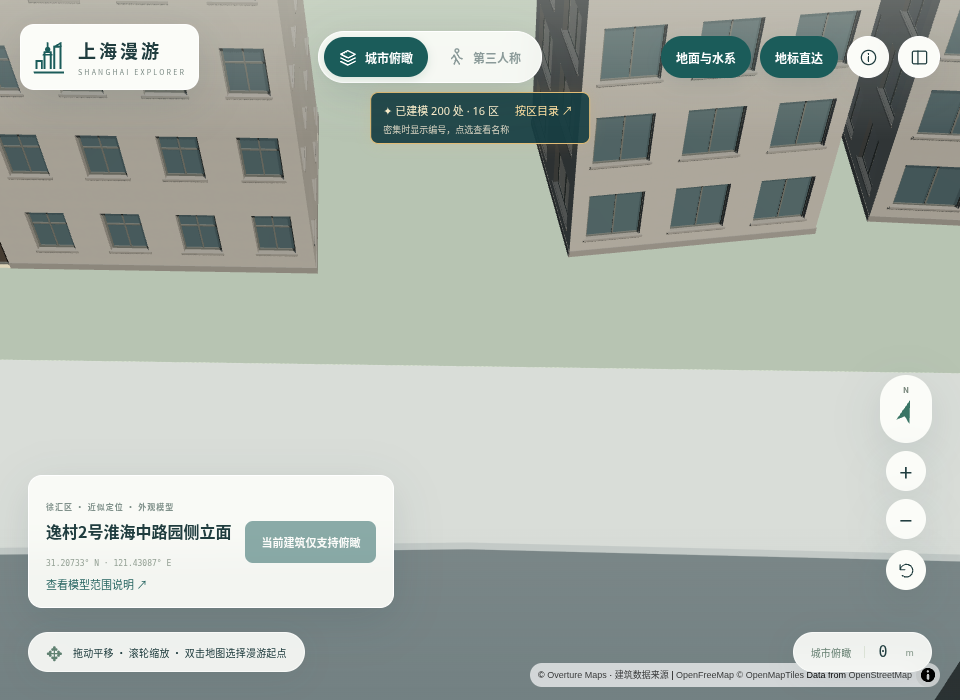 上海漫游
SHANGHAI EXPLORER
城市俯瞰
第三人称
地面与水系
地标直达
✦ 已建模 200 处 · 16 区 按区目录 ↗
密集时显示编号，点选查看名称
N
+
−
徐汇区 · 近似定位 · 外观模型
逸村2号淮海中路园侧立面
当前建筑仅支持俯瞰
31.20733° N · 121.43087° E
查看模型范围说明 ↗
拖动平移 · 滚轮缩放 · 双击地图选择漫游起点
城市俯瞰 0 m
© Overture Maps · 建筑数据来源 | OpenFreeMap © OpenMapTiles Data from OpenStreetMap